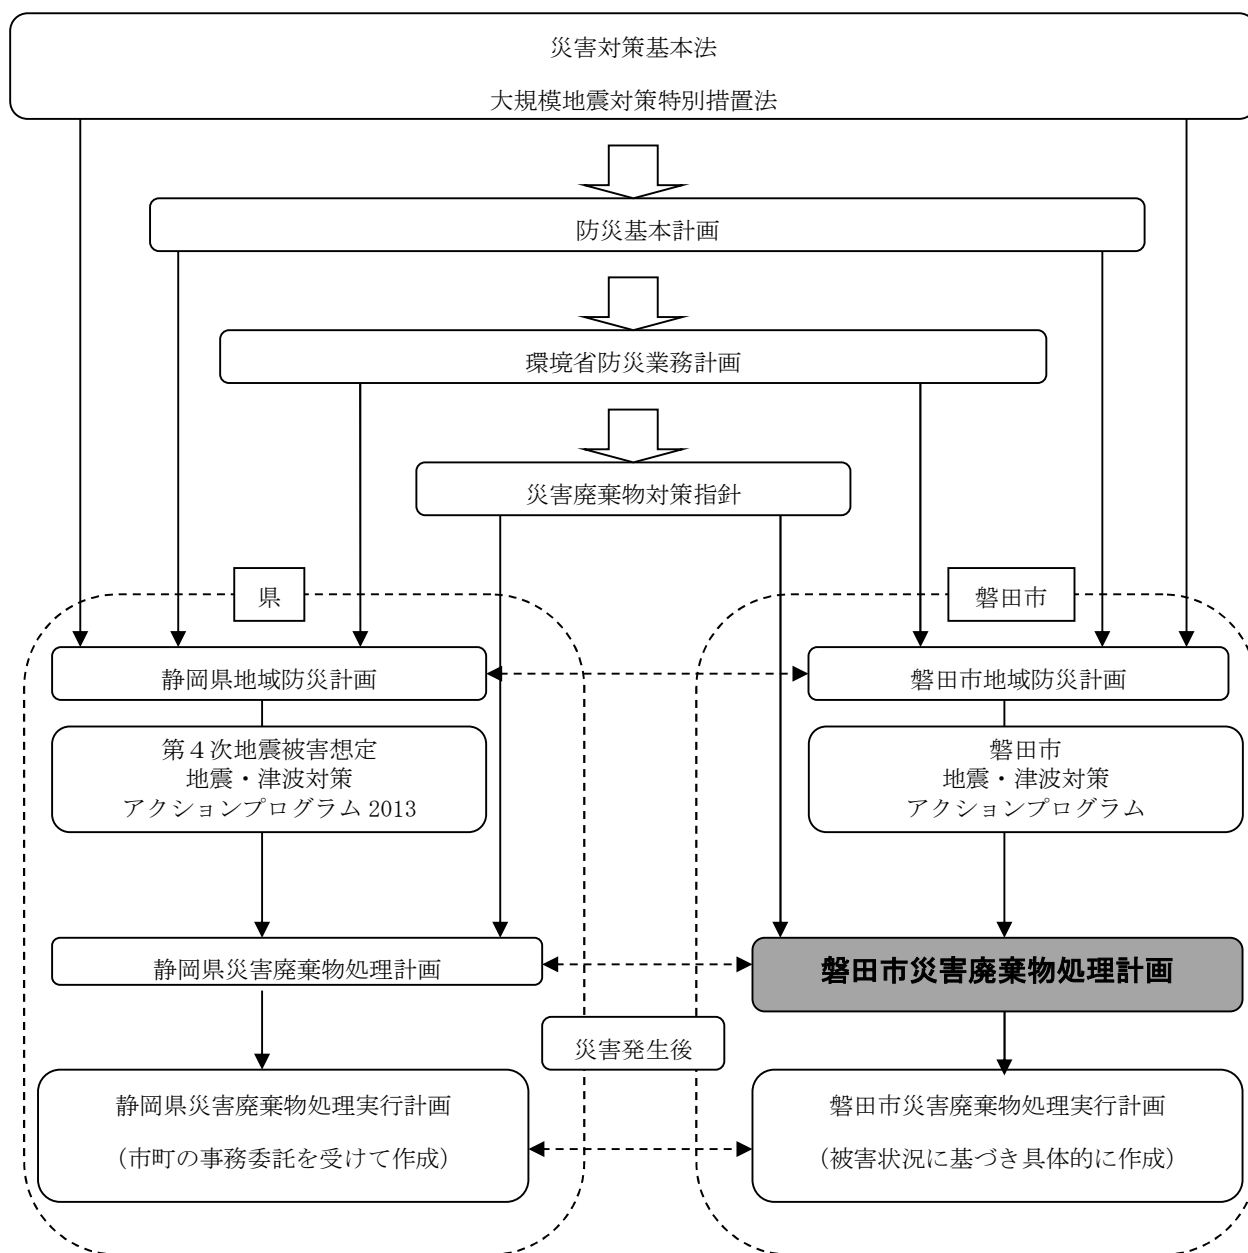 災害対策基本法
大規模地震対策特別措置法
防災基本計画
環境省防災業務計画
災害廃棄物対策指針
県
磐田市
静岡県地域防災計画
磐田市地域防災計画
第４次地震被害想定
地震・津波対策
アクションプログラム 2013
磐田市
地震・津波対策
アクションプログラム
静岡県災害廃棄物処理計画
磐田市災害廃棄物処理計画
災害発生後
静岡県災害廃棄物処理実行計画
（市町の事務委託を受けて作成）
磐田市災害廃棄物処理実行計画
（被害状況に基づき具体的に作成）